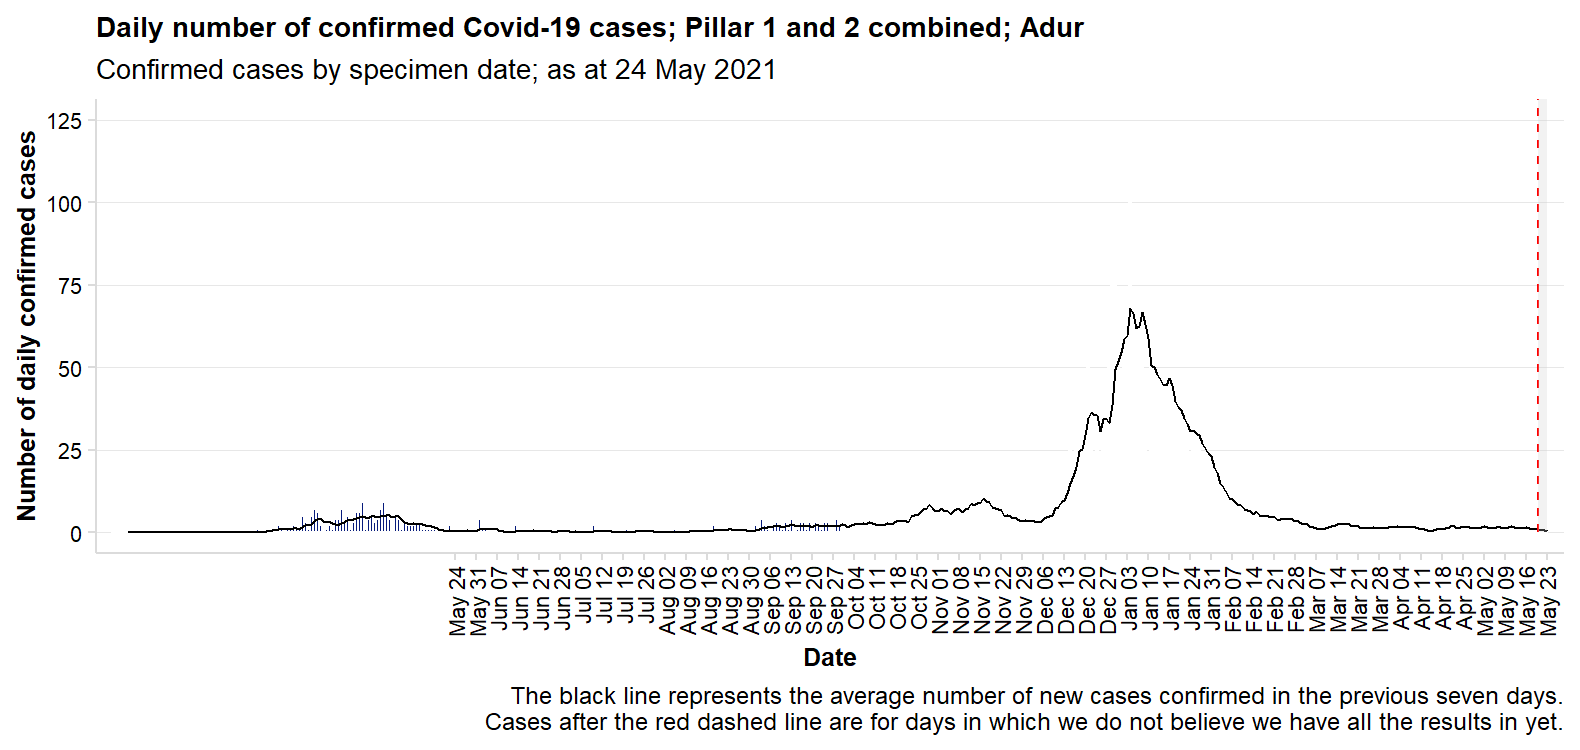 Daily number of confirmed Covid-19 cases; Pillar 1 and 2 combined; Adur
Confirmed cases by specimen date; as at 24 May 2021
Number of daily confirmed cases
125
100
75
50
25
0
May 24
May 31
Jun 07
Jun 14
Jun 21
Jun 28
Jul 05
Jul 12
Jul 19
Jul 26
Aug 02
Aug 09
Aug 16
Aug 23
Aug 30
Sep 06
Sep 13
Sep 20
Sep 27
Oct 04
Oct 11
Oct 18
Oct 25
Nov 01
Nov 08
Nov 15
Nov 22
Nov 29
Dec 06
Dec 13
Dec 20
Dec 27
Jan 03
Jan 10
Jan 17
Jan 24
Jan 31
Feb 07
Feb 14
Feb 21
Feb 28
Mar 07
Mar 14
Mar 21
Mar 28
Apr 04
Apr 11
Apr 18
Apr 25
May 02
May 09
May 16
May 23
Date
The black line represents the average number of new cases confirmed in the previous seven days.
Cases after the red dashed line are for days in which we do not believe we have all the results in yet.